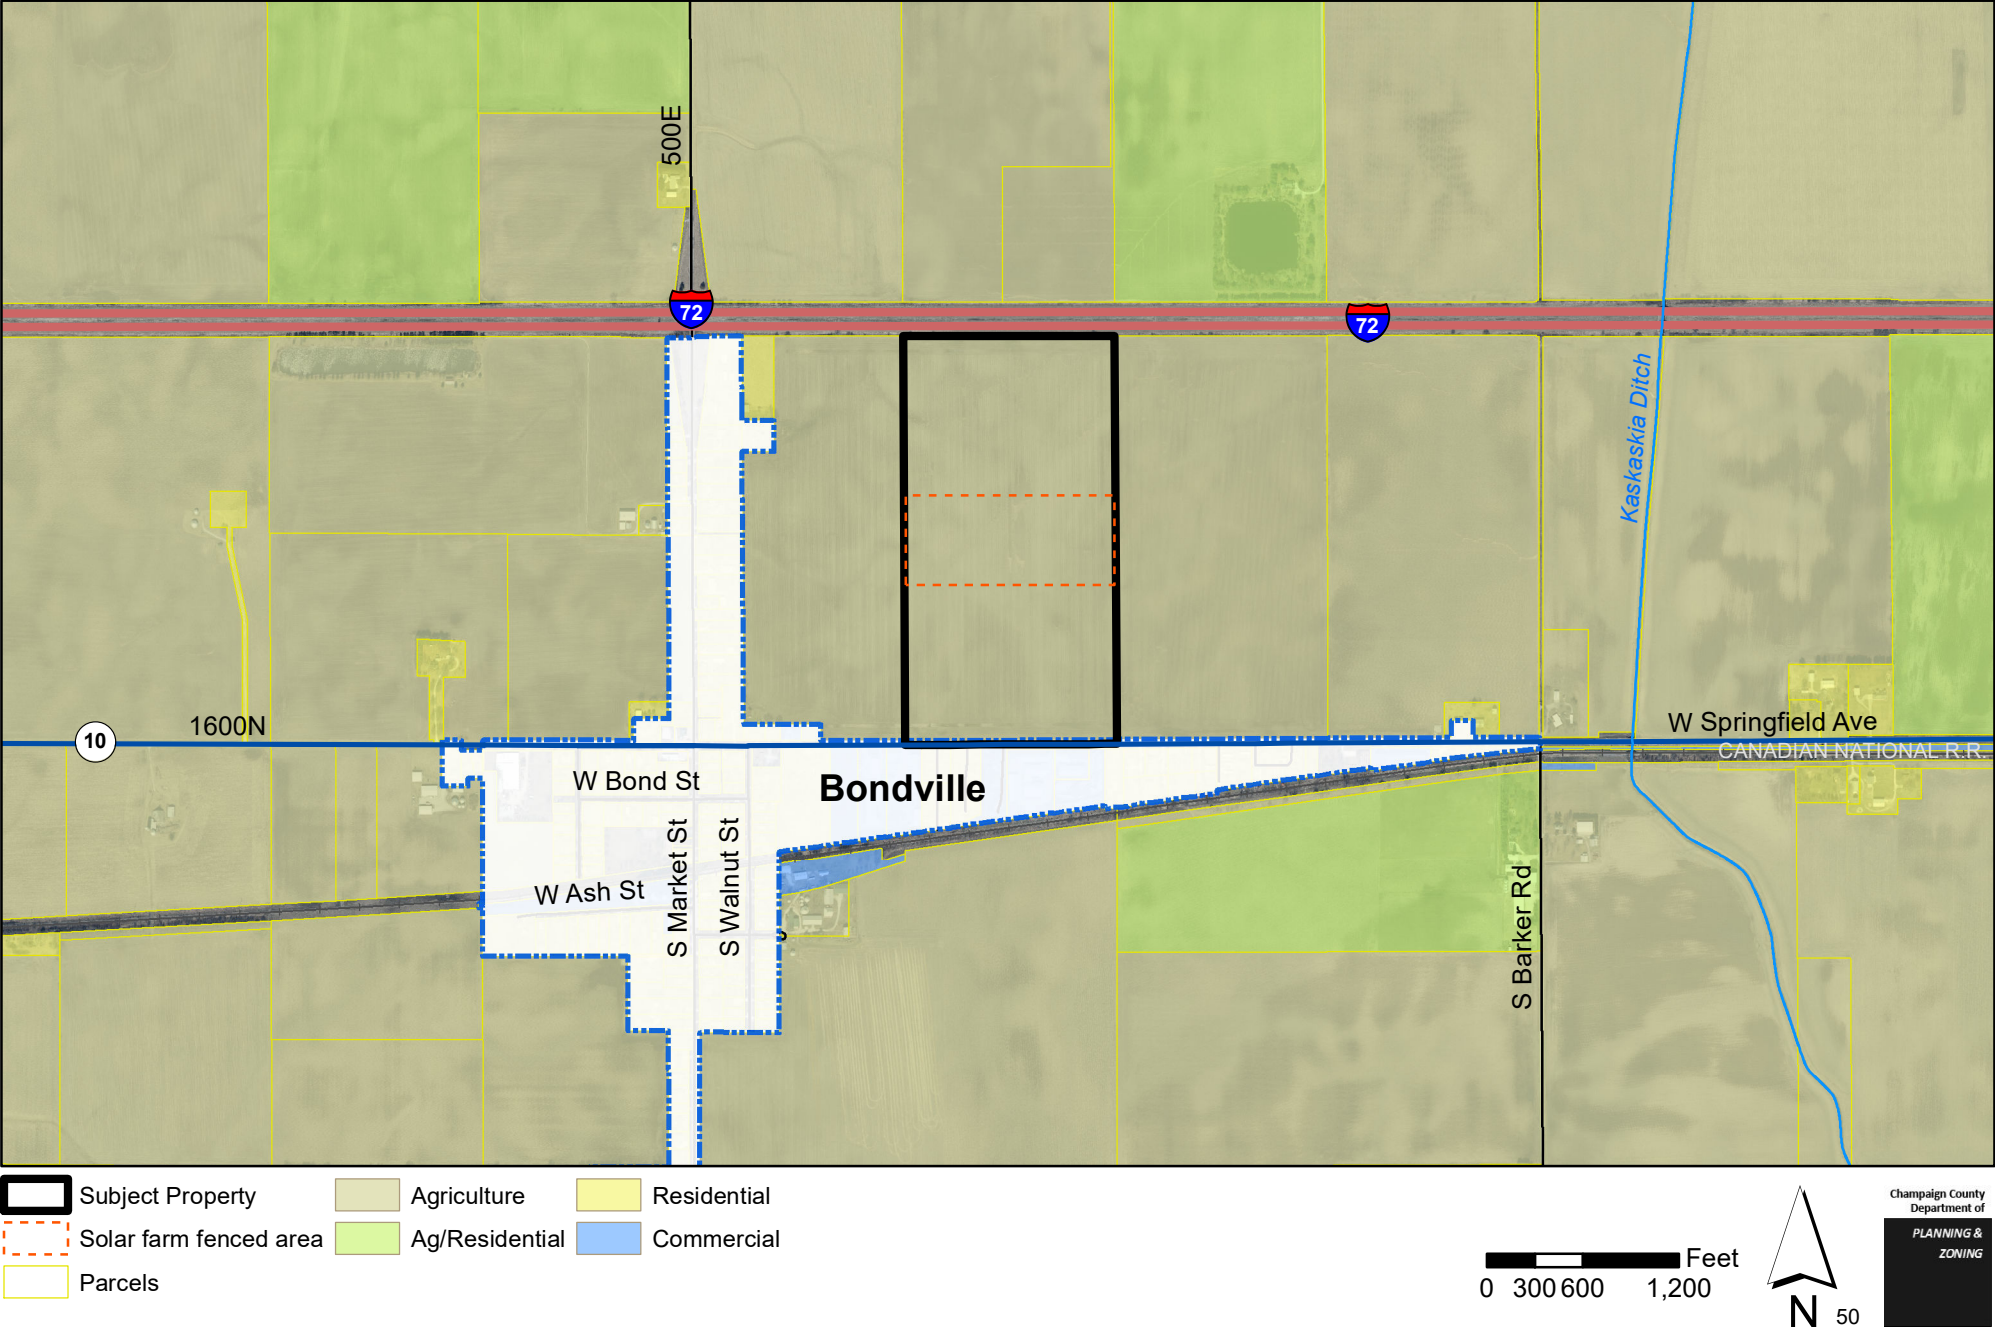 500E
72
72
Kaskaskia Ditch
1600N
10
W Springfield Ave
CANADIAN NATIONAL R.R.
W Bond St
Bondville
S Market St
S Walnut St
W Ash St
S Barker Rd
Subject Property
Agriculture
Residential
Solar farm fenced area
Ag/Residential
Commercial
Parcels
Feet
0 300 600 1,200
N
50
Champaign County
Department of
PLANNING &
ZONING